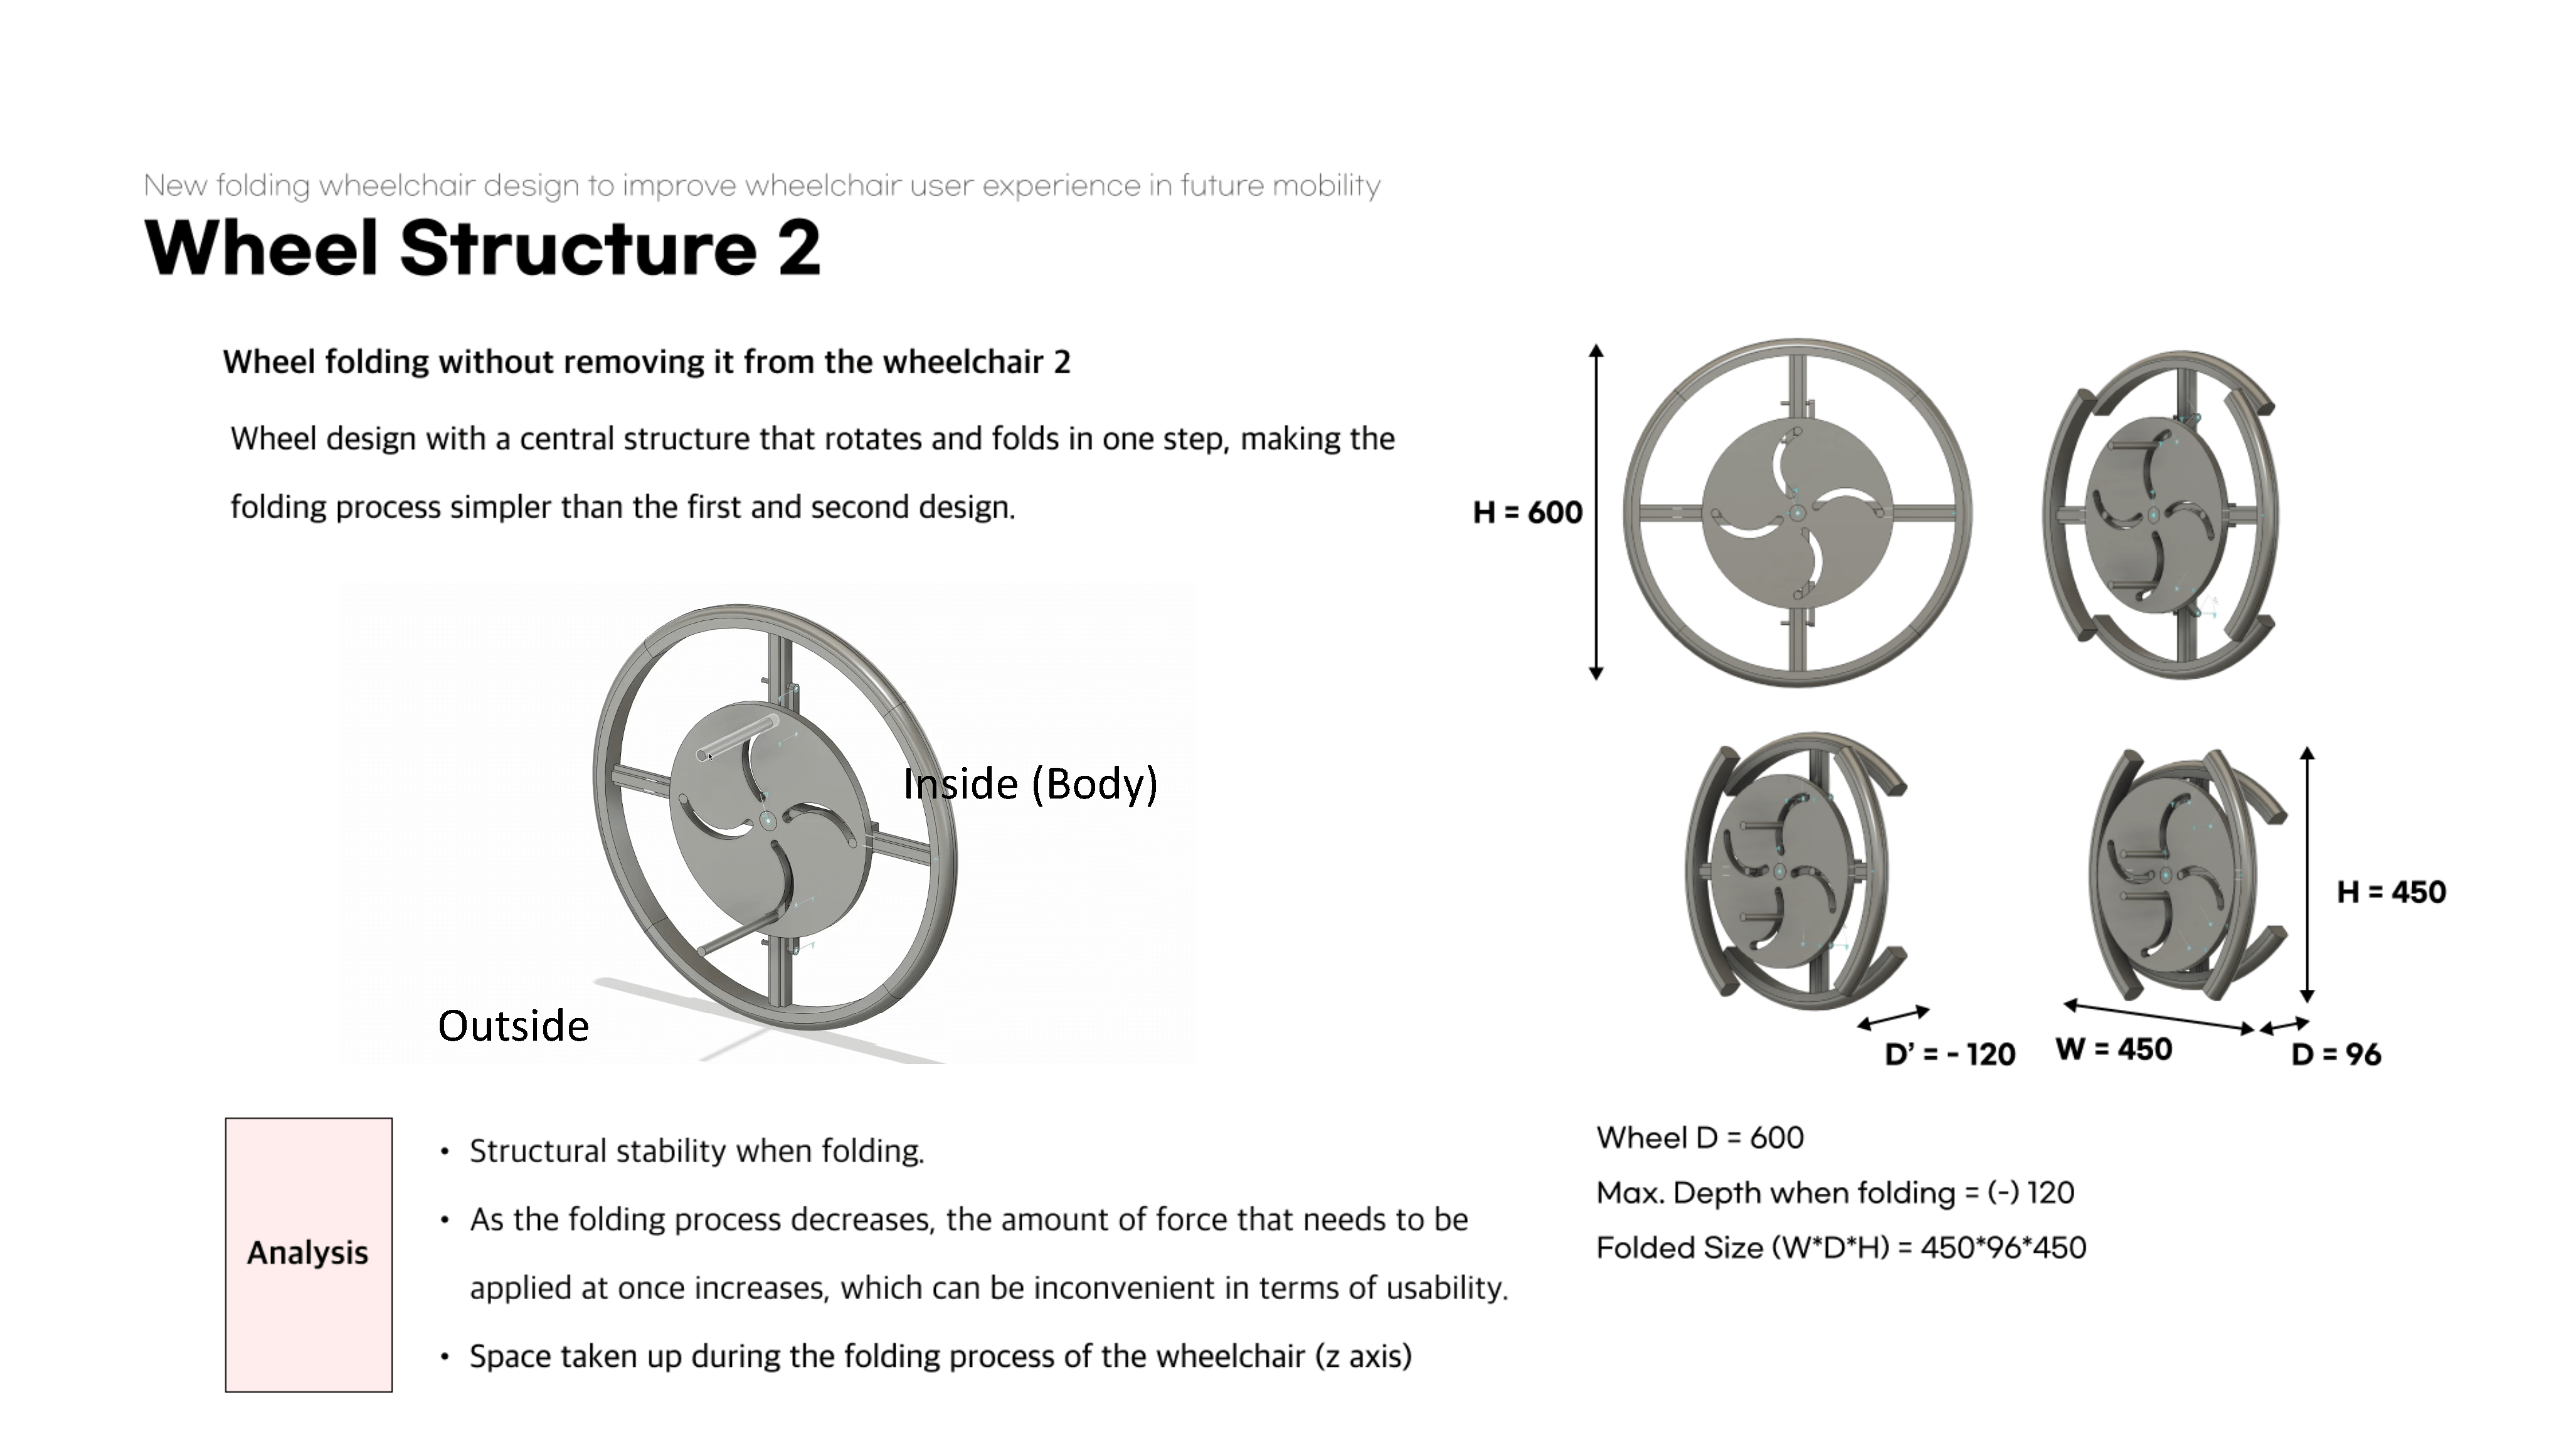 New folding wheelchair design to improve wheelchair user experience in future mobility
Wheel Structure 2
Wheel folding without removing it from the wheelchair 2
Wheel design with a central structure that rotates and folds in one step, making the
folding process simpler than the first and second design.
Inside (Body)
Outside
H = 600
H = 450
D’ = - 120
W = 450
D = 96
Wheel D = 600
Max. Depth when folding = (-) 120
Folded Size (W*D*H) = 450*96*450
Analysis
• Structural stability when folding.
• As the folding process decreases, the amount of force that needs to be
applied at once increases, which can be inconvenient in terms of usability.
• Space taken up during the folding process of the wheelchair (z axis)